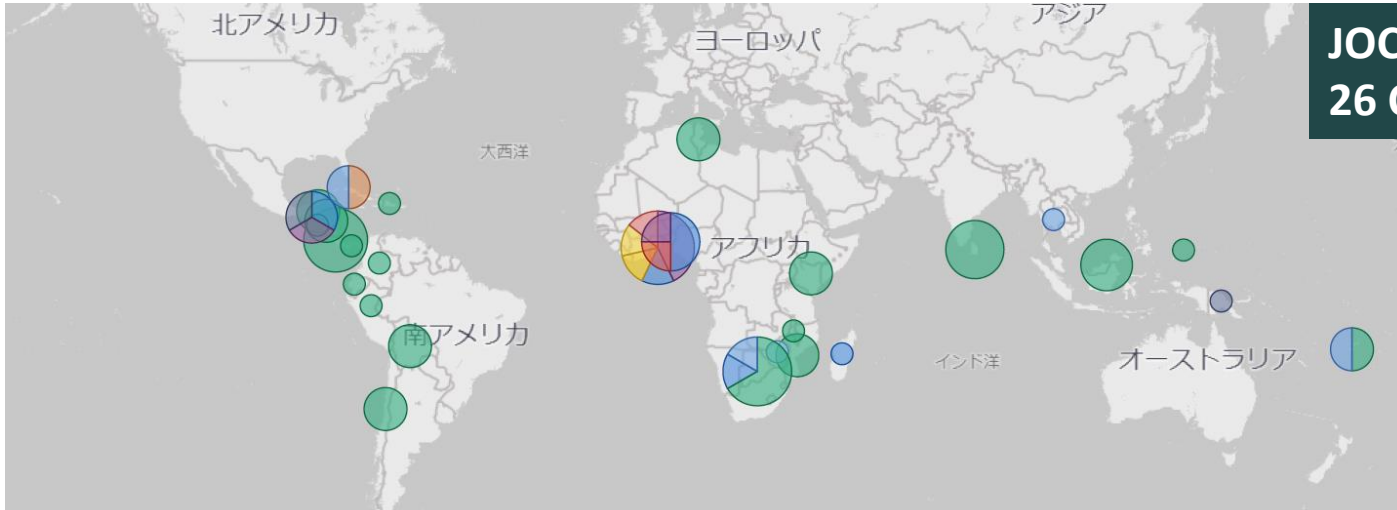 アジア
北アメリカ
ヨーロッパ
JOC
26
大西洋
アフリカ
南アメリカ
インド洋
オーストラリア